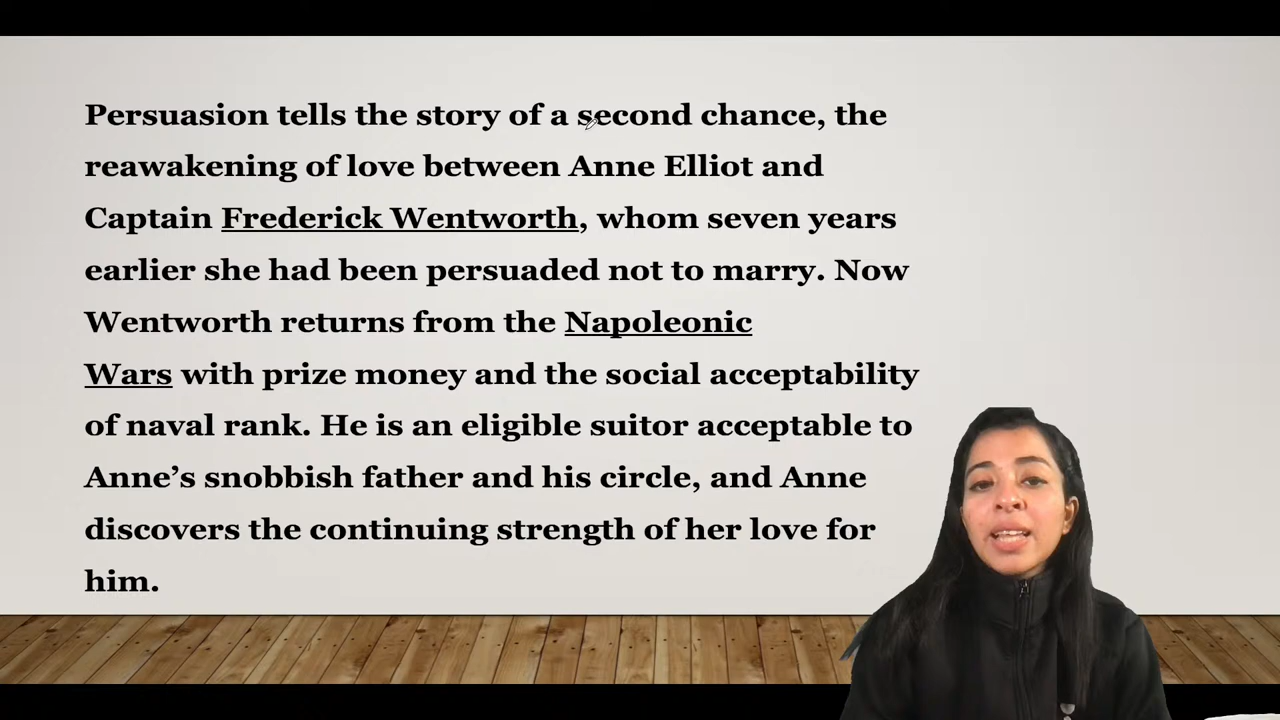 Persuasion tells the story of a second chance, the
reawakening of love between Anne Elliot and
Captain Frederick Wentworth, whom seven years
earlier she had been persuaded not to marry. Now
Wentworth returns from the Napoleonic
Wars with prize money and the social acceptability
of naval rank. He is an eligible suitor acceptable to
Anne’s snobbish father and his circle, and Anne
discovers the continuing strength of her love for
him.